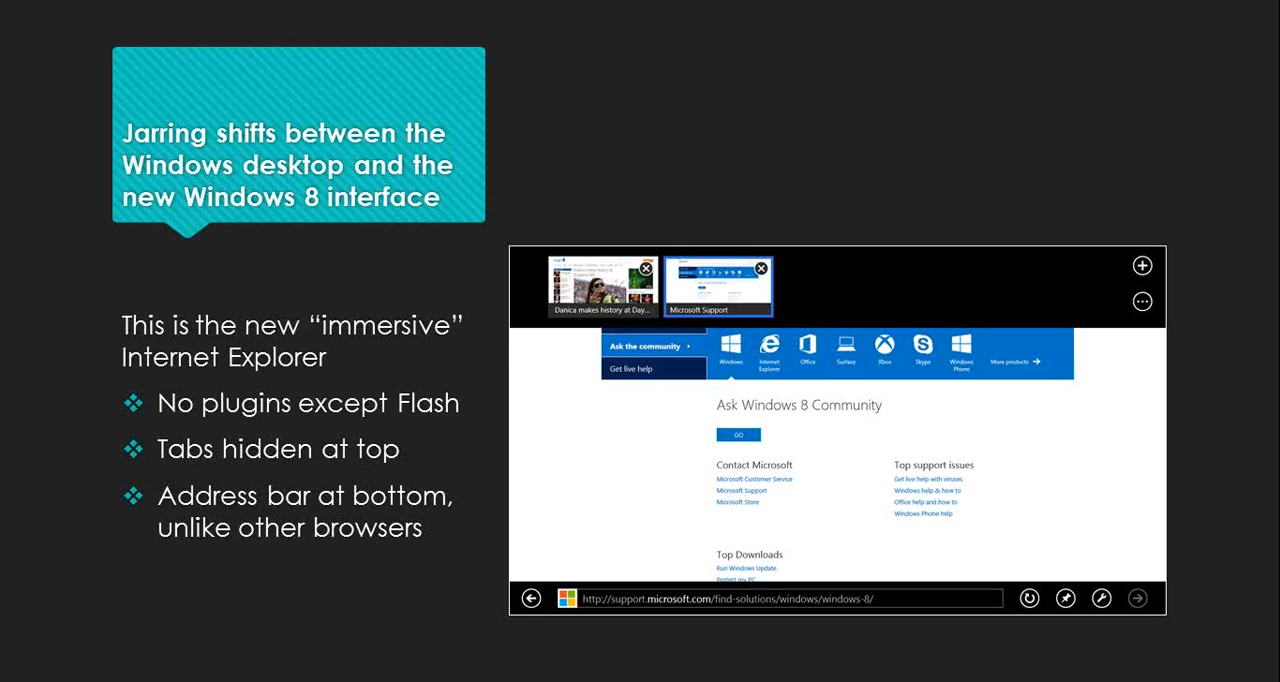 Jarring shifts between the
Windows desktop and the
new Windows 8 interface
This is the new “immersive”
Internet Explorer
No plugins except Flash
Tabs hidden at top
Address bar at bottom,
unlike other browsers
Danica makes history at Day...
Microsoft Support
Ask the community
Get live help
Windows
Internet
Explorer
Office
Surface
Xbox
Skype
Windows
Phone
More products
Ask Windows 8 Community
GO
Contact Microsoft
Microsoft Customer Service
Microsoft Support
Microsoft Store
Top support issues
Get live help with viruses
Windows help & how to
Office help and how to
Windows Phone help
Top Downloads
Run Windows Update
Protect my PC
http://support.microsoft.com/find-solutions/windows/windows-8/